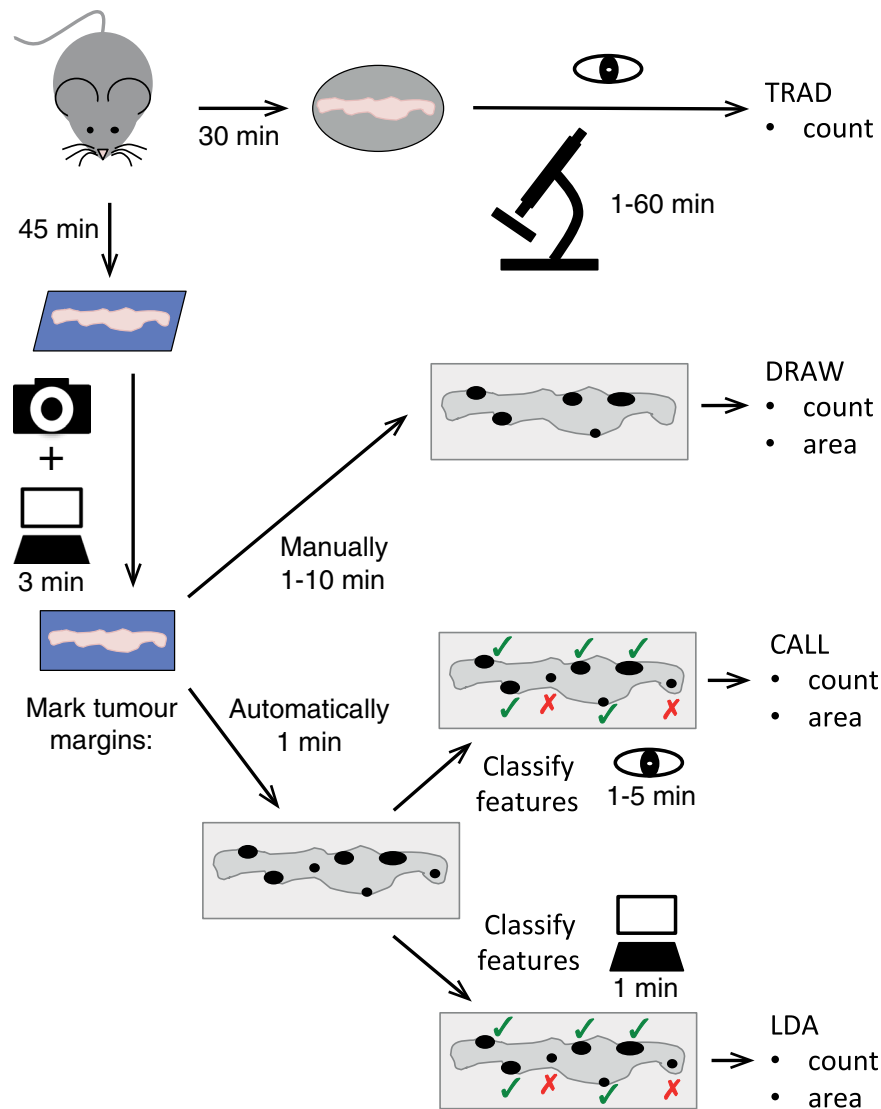 30 min
1-60 min
TRAD
• count
45 min
+
3 min
DRAW
• count
• area
Manually
1-10 min
Mark tumour
margins:
Automatically
1 min
CALL
• count
• area
Classify
features
1-5 min
Classify
features
1 min
LDA
• count
• area